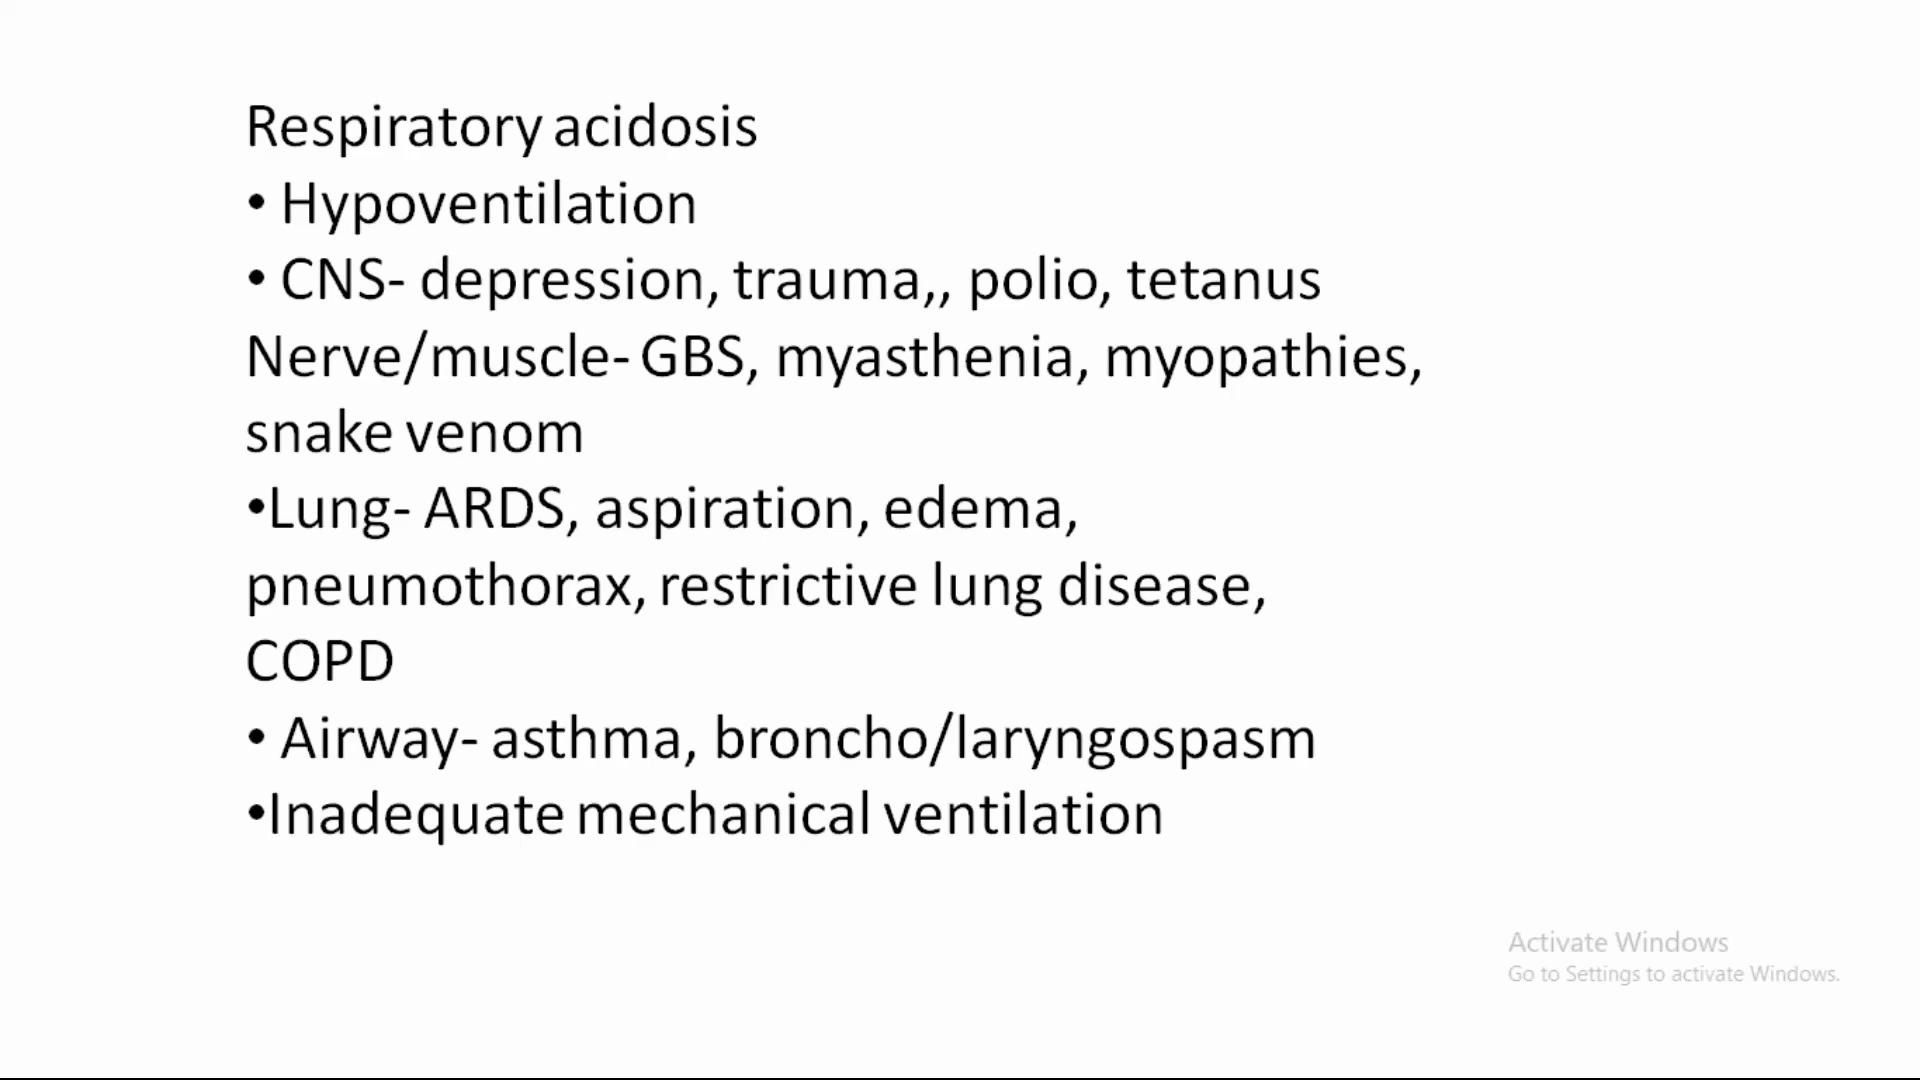 Respiratory acidosis
• Hypoventilation
• CNS- depression, trauma,, polio, tetanus
Nerve/muscle- GBS, myasthenia, myopathies,
snake venom
•Lung- ARDS, aspiration, edema,
pneumothorax, restrictive lung disease,
COPD
• Airway- asthma, broncho/laryngospasm
•Inadequate mechanical ventilation
Activate Windows
Go to Settings to activate Windows.